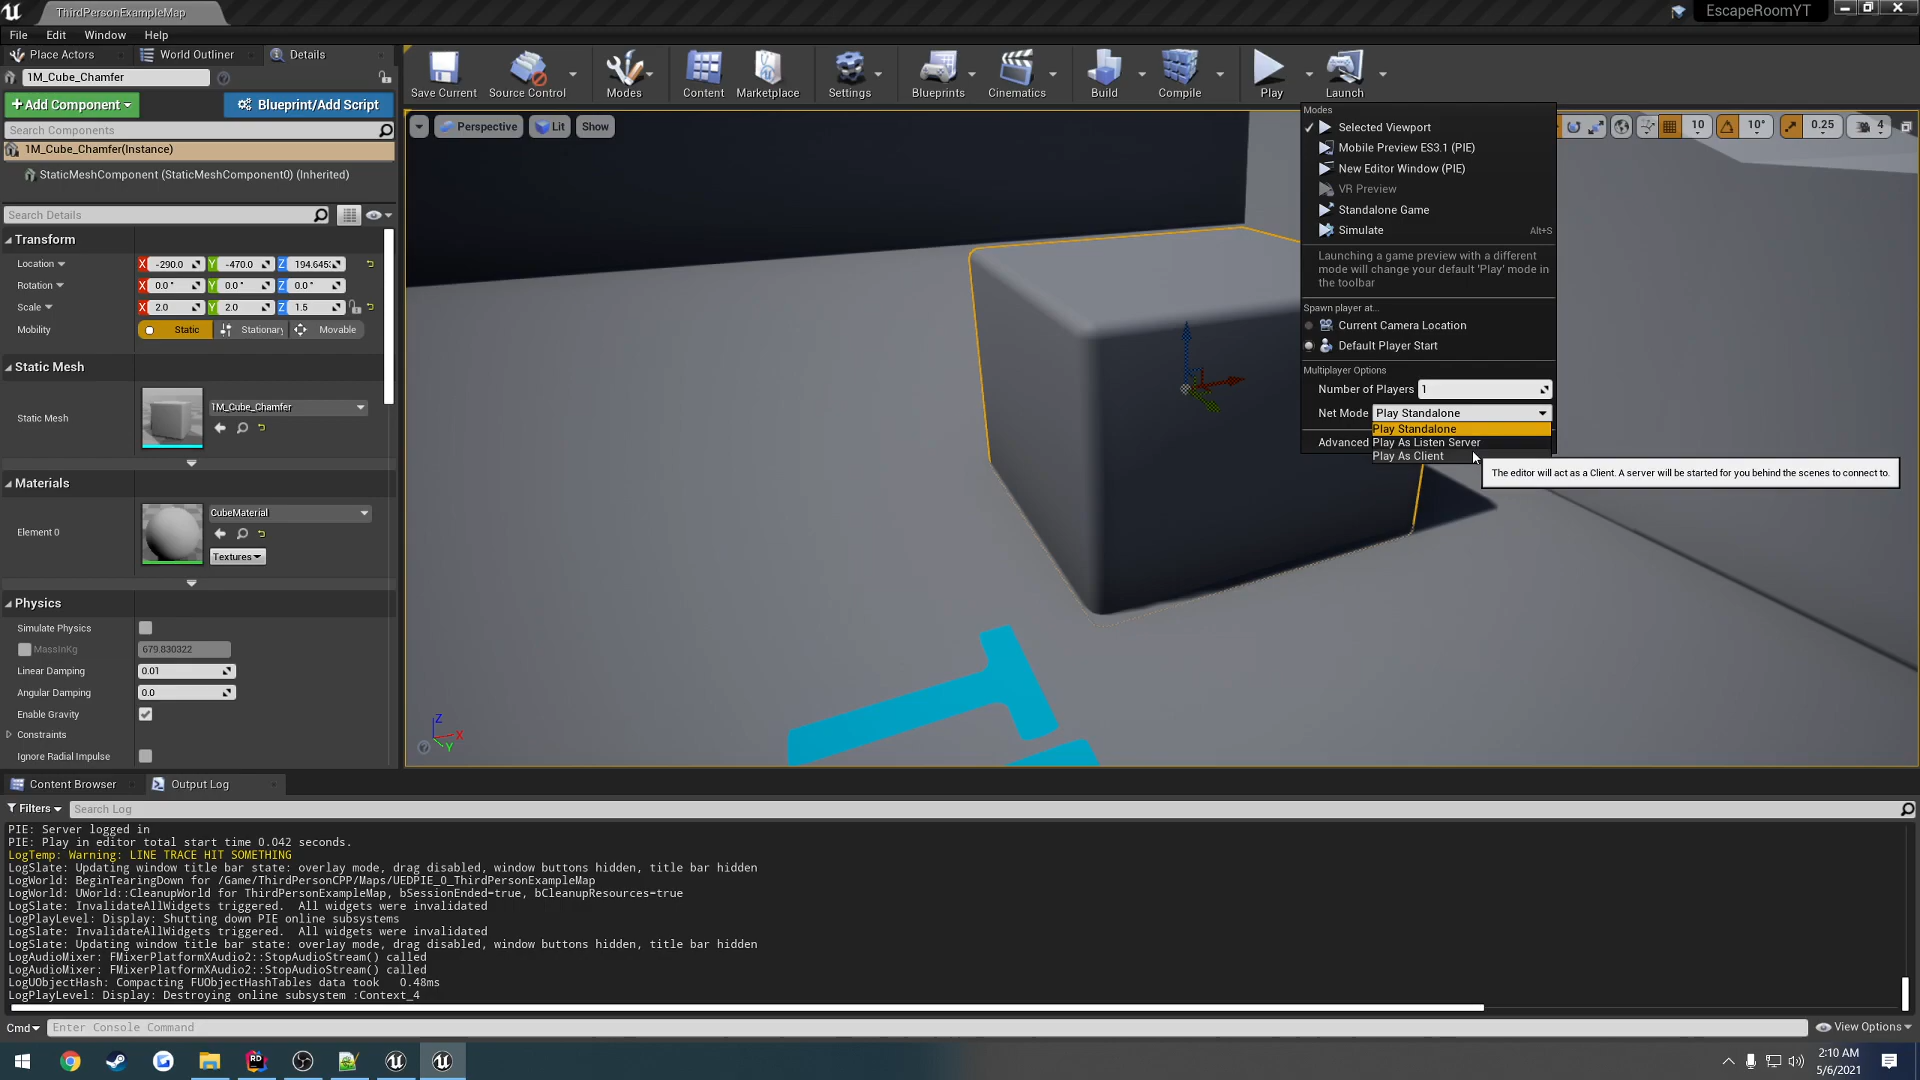 ThirdPersonExampleMap
EscapeRoomYT
File Edit Window Help
Place Actors World Outliner Details
1M_Cube_Chamfer
+Add Component Blueprint/Add Script
Search Components
1M_Cube_Chamfer(Instance)
StaticMeshComponent (StaticMeshComponent0) (Inherited)
Search Details
Transform
Location X -290.0 Y -470.0 Z 194.645
Rotation X 0.0 ° Y 0.0 ° Z 0.0 °
Scale X 2.0 Y 2.0 Z 1.5
Mobility Static Stationary Movable
Static Mesh
Static Mesh 1M_Cube_Chamfer
Materials
Element 0 CubeMaterial
Textures
Physics
Simulate Physics
MassInKg 679.830322
Linear Damping 0.01
Angular Damping 0.0
Enable Gravity
Constraints
Ignore Radial Impulse
Save Current Source Control Modes Content Marketplace Settings Blueprints Cinematics Build Compile Play Launch
Perspective Lit Show
10 10° 0.25 4
Modes
Selected Viewport
Mobile Preview ES3.1 (PIE)
New Editor Window (PIE)
VR Preview
Standalone Game
Simulate Alt+S
Launching a game preview with a different
mode will change your default 'Play' mode in
the toolbar
Spawn player at...
Current Camera Location
Default Player Start
Multiplayer Options
Number of Players 1
Net Mode Play Standalone
Play Standalone
Advanced Play As Listen Server
Play As Client
The editor will act as a Client. A server will be started for you behind the scenes to connect to.
Z X Y
Content Browser Output Log
Filters Search Log
PIE: Server logged in
PIE: Play in editor total start time 0.042 seconds.
LogTemp: Warning: LINE TRACE HIT SOMETHING
LogSlate: Updating window title bar state: overlay mode, drag disabled, window buttons hidden, title bar hidden
LogWorld: BeginTearingDown for /Game/ThirdPersonCPP/Maps/UEDPIE_0_ThirdPersonExampleMap
LogWorld: UWorld::CleanupWorld for ThirdPersonExampleMap, bSessionEnded=true, bCleanupResources=true
LogSlate: InvalidateAllWidgets triggered.  All widgets were invalidated
LogPlayLevel: Display: Shutting down PIE online subsystems
LogSlate: InvalidateAllWidgets triggered.  All widgets were invalidated
LogSlate: Updating window title bar state: overlay mode, drag disabled, window buttons hidden, title bar hidden
LogAudioMixer: FMixerPlatformXAudio2::StopAudioStream() called
LogAudioMixer: FMixerPlatformXAudio2::StopAudioStream() called
LogUObjectHash: Compacting FUObjectHashTables data took   0.48ms
LogPlayLevel: Display: Destroying online subsystem :Context_4
Cmd Enter Console Command View Options
2:10 AM
5/6/2021